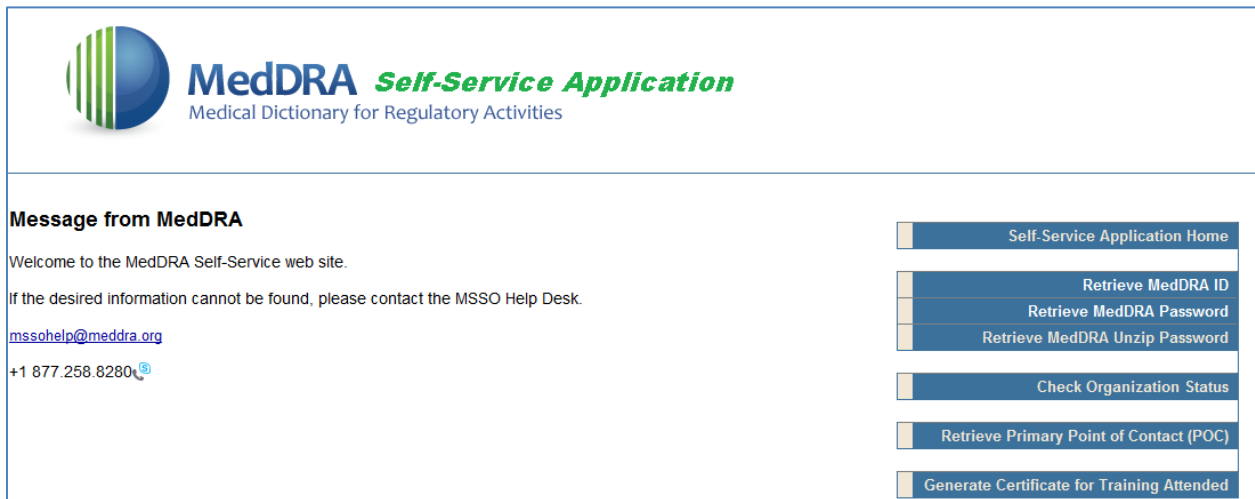 MedDRA Self-Service Application
Medical Dictionary for Regulatory Activities
Message from MedDRA
Welcome to the MedDRA Self-Service web site.
If the desired information cannot be found, please contact the MSSO Help Desk.
mssohelp@meddra.org
+1 877.258.8280
Self-Service Application Home
Retrieve MedDRA ID
Retrieve MedDRA Password
Retrieve MedDRA Unzip Password
Check Organization Status
Retrieve Primary Point of Contact (POC)
Generate Certificate for Training Attended